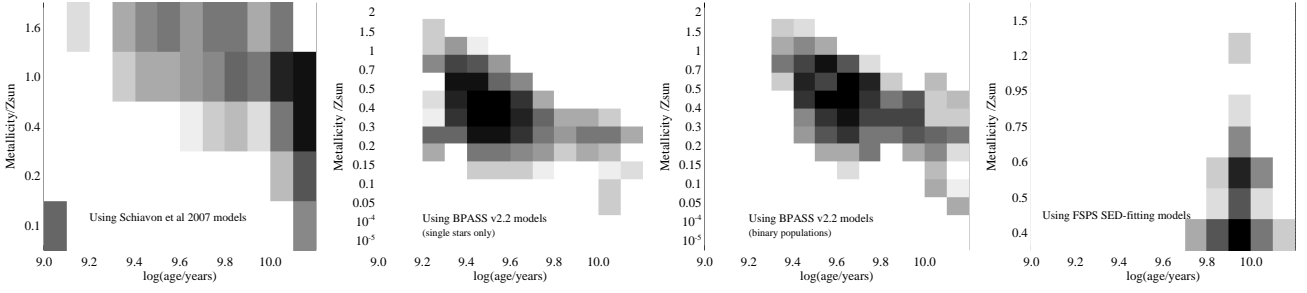 Metallicity/Zsun
1.6
1.0
0.4
0.1
Using Schiavon et al 2007 models
9.0 9.2 9.4 9.6 9.8 10.0
log(age/years)
Metallicity /Zsun
2
1.5
1
0.7
0.5
0.4
0.3
0.2
0.15
0.1
0.05
10-4
10-5
Using BPASS v2.2 models
(single stars only)
9.0 9.2 9.4 9.6 9.8 10.0
log(age/years)
Metallicity /Zsun
2
1.5
1
0.7
0.5
0.4
0.3
0.2
0.15
0.1
0.05
10-4
10-5
Using BPASS v2.2 models
(binary populations)
9.0 9.2 9.4 9.6 9.8 10.0
log(age/years)
Metallicity /Zsun
1.5
1.2
0.95
0.75
0.6
0.5
0.4
Using FSPS SED-fitting models
9.0 9.2 9.4 9.6 9.8 10.0
log(age/years)